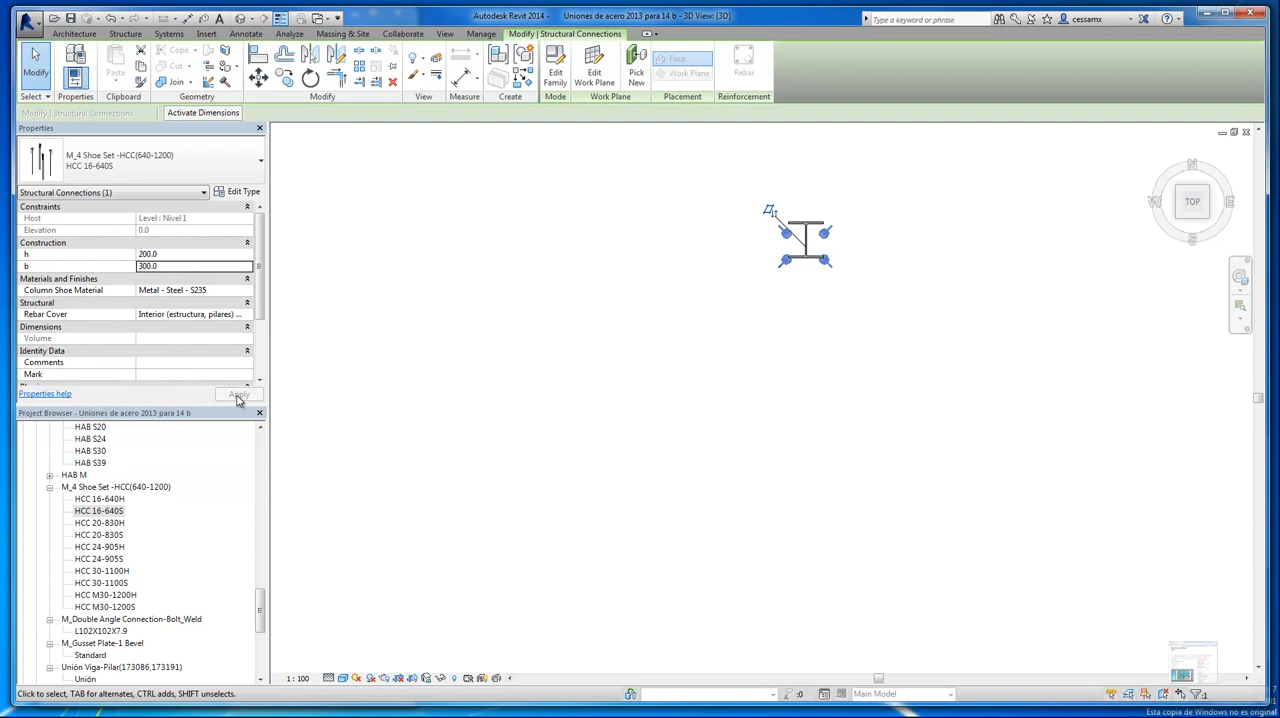 Autodesk Revit 2014 - Uniones de acero 2013 para 14 b - 3D View: {3D}
Type a keyword or phrase
cessamx
Architecture Structure Systems Insert Annotate Analyze Massing & Site Collaborate View Manage Modify | Structural Connections
Modify
Paste
Cope
Cut
Join
Edit Family
Edit Work Plane
Pick New
Face
Work Plane
Rebar
Select Properties Clipboard Geometry Modify View Measure Create Mode Work Plane Placement Reinforcement
Modify | Structural Connections Activate Dimensions
Properties
M_4 Shoe Set -HCC(640-1200)
HCC 16-640S
Structural Connections (1) Edit Type
Constraints
Host Level : Nivel 1
Elevation 0.0
Construction
h 200.0
b 300.0
Materials and Finishes
Column Shoe Material Metal - Steel - S235
Structural
Rebar Cover Interior (estructura, pilares) ...
Dimensions
Volume
Identity Data
Comments
Mark
Properties help Apply
Project Browser - Uniones de acero 2013 para 14 b
HAB S20
HAB S24
HAB S30
HAB S39
HAB M
M_4 Shoe Set -HCC(640-1200)
HCC 16-640H
HCC 16-640S
HCC 20-830H
HCC 20-830S
HCC 24-905H
HCC 24-905S
HCC 30-1100H
HCC 30-1100S
HCC M30-1200H
HCC M30-1200S
M_Double Angle Connection-Bolt_Weld
L102X102X7.9
M_Gusset Plate-1 Bevel
Standard
Unión Viga-Pilar(173086,173191)
Unión
N
W TOP E
S
1 : 100
Click to select, TAB for alternates, CTRL adds, SHIFT unselects.
:0 Main Model :1
Esta copia de Windows no es original